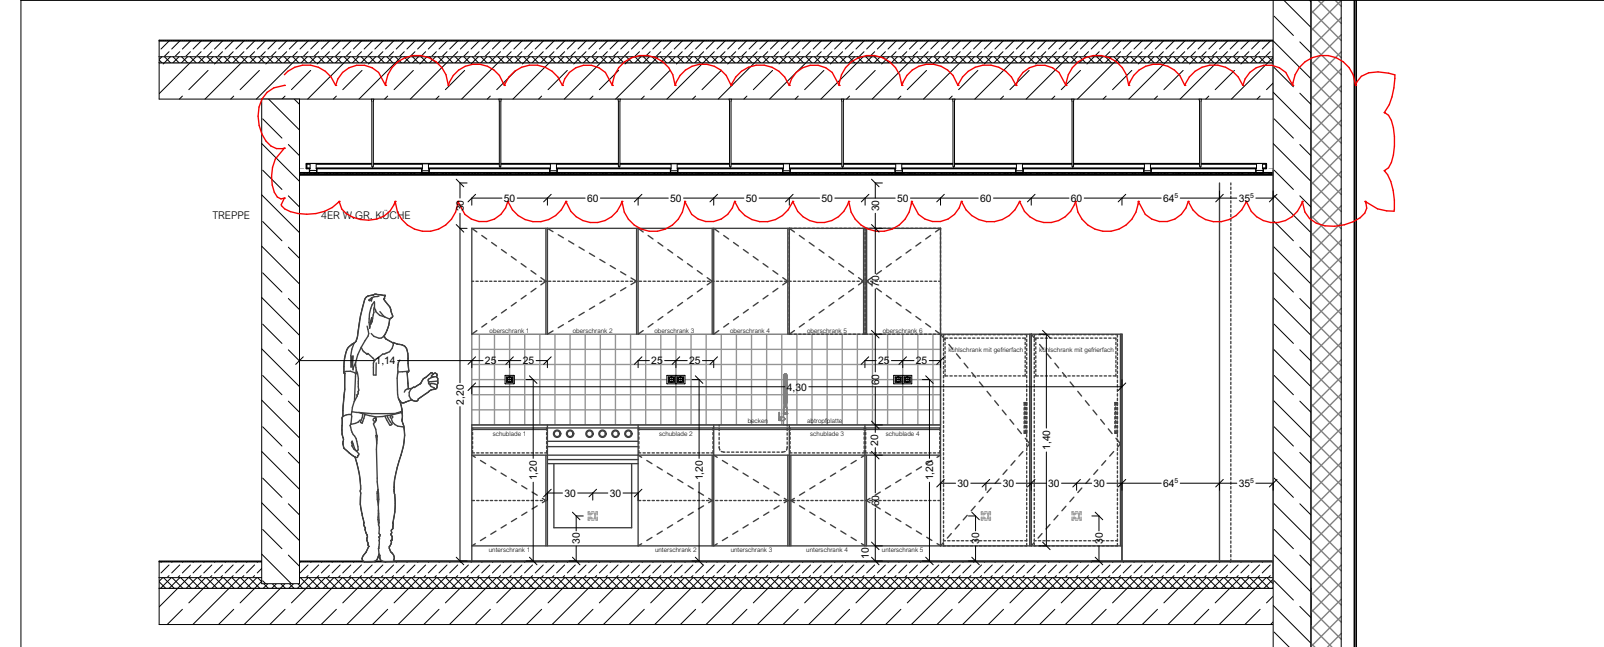 50 60 50 50 50 50 60 60 64⁵ 35⁵
30 30
TREPPE 4ER W.GR. KÜCHE
70
oberschrank 1 oberschrank 2 oberschrank 3 oberschrank 4 oberschrank 5 oberschrank 6
kühlschrank mit gefrierfach kühlschrank mit gefrierfach
1,14 25 25 25 25 25 25
60
2,20 4,30
becken abtropfplatte
schublade 1 schublade 2 schublade 3 schublade 4
20 1,40
1,20 1,20 1,20
30 30 30 30 30 30 64⁵ 35⁵
60
30 30 30
10
unterschrank 1 unterschrank 2 unterschrank 3 unterschrank 4 unterschrank 5